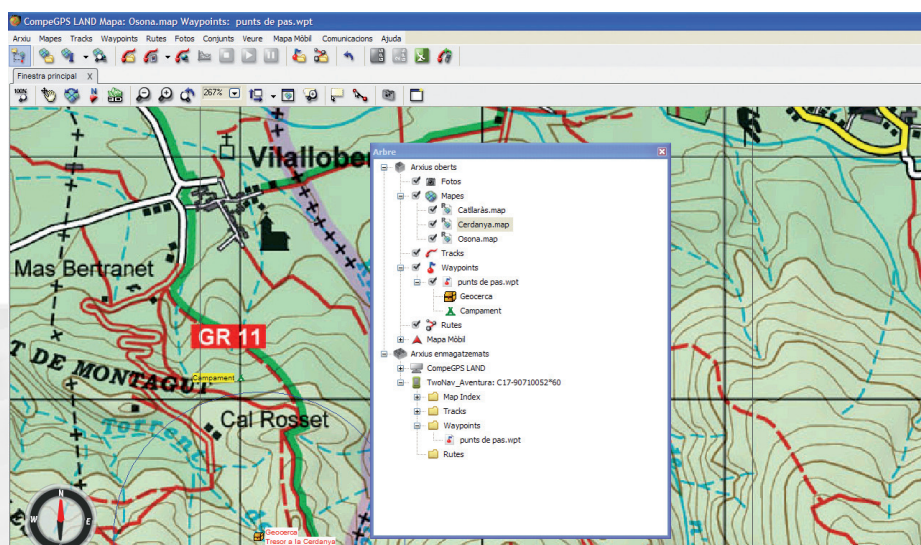 CompeGPS LAND Mapa: Osona.map Waypoints: punts de pas.wpt
Arxiu Mapes Tracks Waypoints Rutes Fotos Conjunts Veure Mapa Mòbil Comunicacions Ajuda
Finestra principal X
100%
267%
Arbre
Arxius oberts
Fotos
Mapes
Catllaràs.map
Cerdanya.map
Osona.map
Tracks
Waypoints
punts de pas.wpt
Geocerca
Campament
Rutes
Mapa Mòbil
Arxius enmagatzemats
CompeGPS LAND
TwoNav_Aventura: C17-90710052*60
Map Index
Tracks
Waypoints
punts de pas.wpt
Rutes
Vilallobe
Mas Bertranet
GR 11
T DE MONTAGUT
Campament
Cal Rosset
Torrent
de
N
W E
Geocerca
Tresor a la Cerdanya